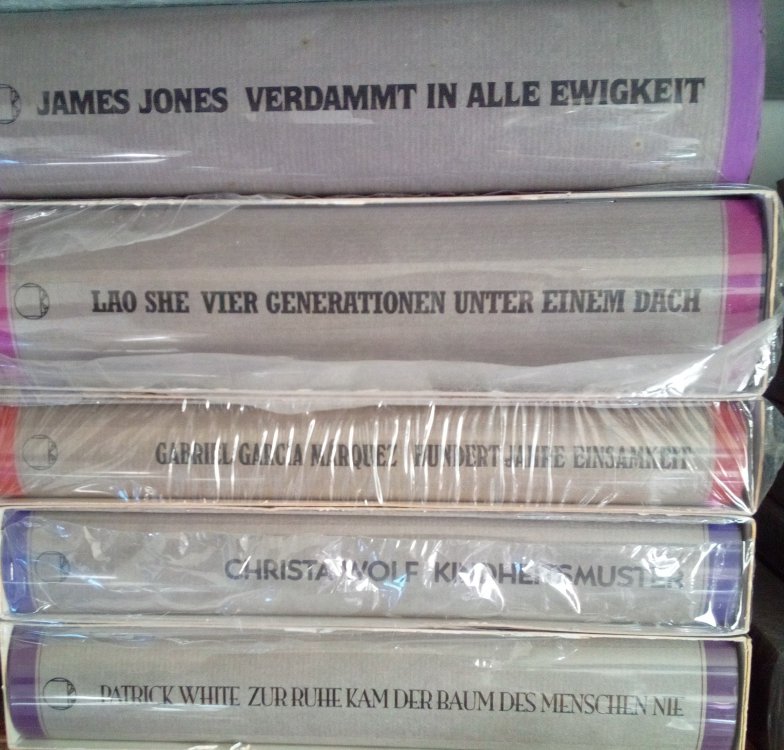 JAMES JONES VERDAMMT IN ALLE EWIGKEIT
LAO SHE VIER GENERATIONEN UNTER EINEM DACH
GABRIEL GARCIA MARQUEZ HUNDERT JAHRE EINSAMKEIT
CHRISTA WOLF KINDHEITSMUSTER
PATRICK WHITE ZUR RUHE KAM DER BAUM DES MENSCHEN NIE